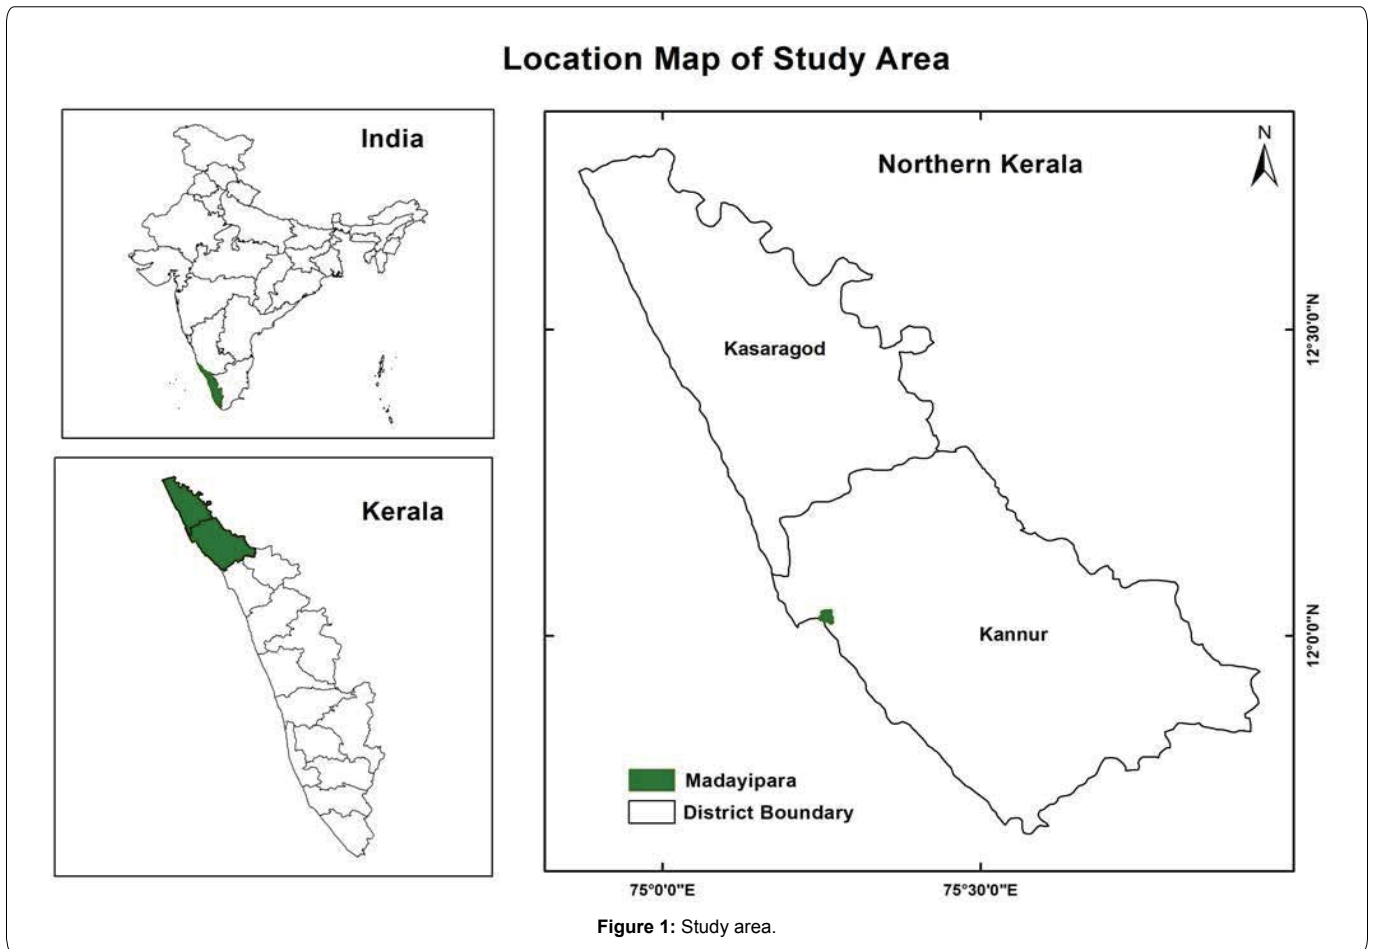 Location Map of Study Area
India
Kerala
Northern Kerala
N
Kasaragod
Kannur
12°30'0"N
12°0'0"N
Madayipara
District Boundary
75°0'0"E
75°30'0"E
Figure 1: Study area.